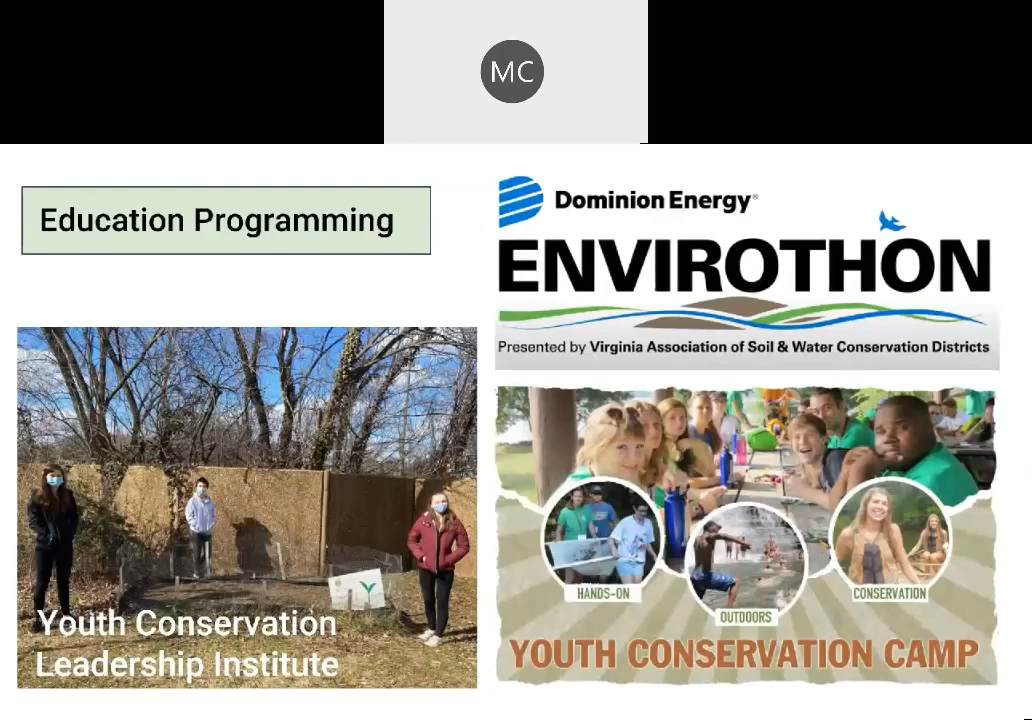 MC
Education Programming
Dominion Energy®
ENVIROTHON
Presented by Virginia Association of Soil & Water Conservation Districts
Youth Conservation
Leadership Institute
HANDS-ON
OUTDOORS
CONSERVATION
YOUTH CONSERVATION CAMP